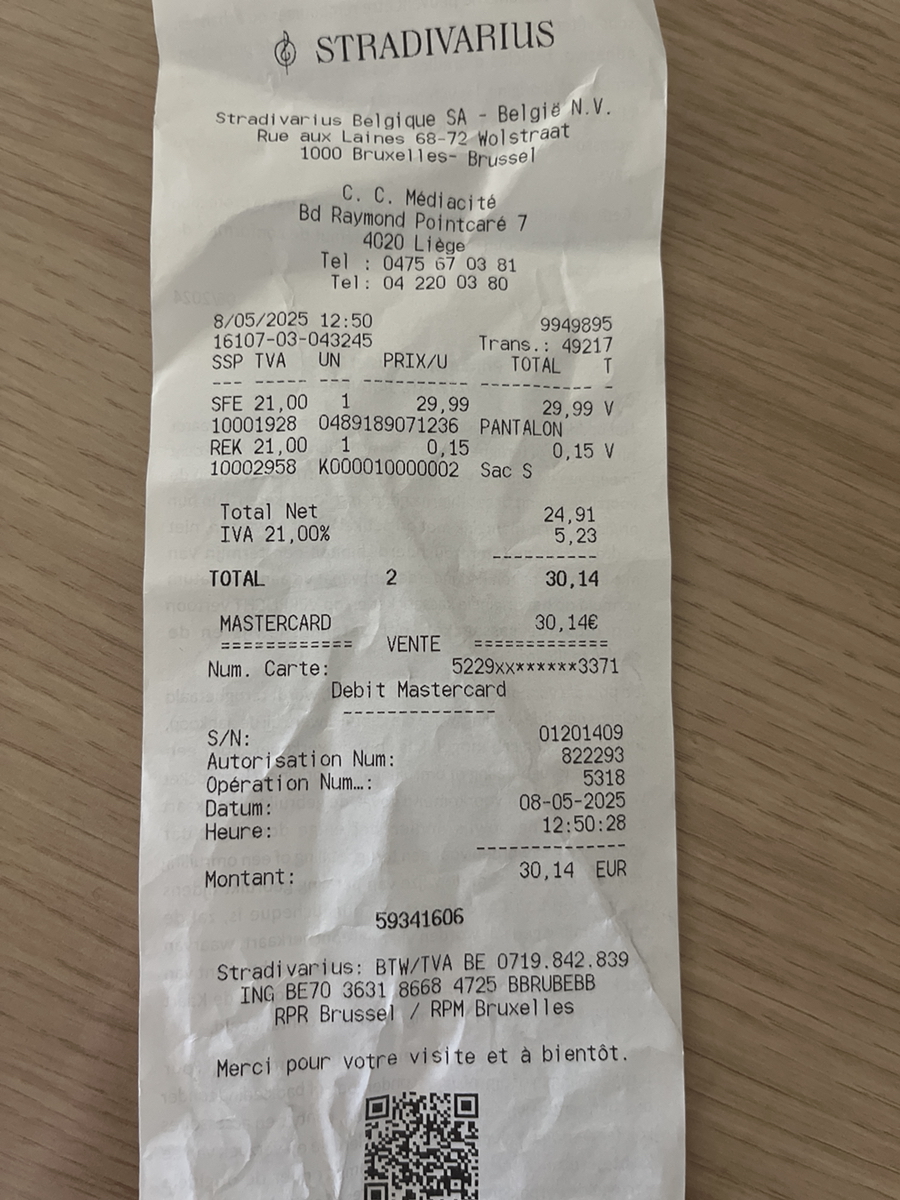 STRADIVARIUS
Stradivarius Belgique SA - België N.V.
Rue aux Laines 68-72 Wolstraat
1000 Bruxelles- Brussel
C. C. Médiacité
Bd Raymond Pointcaré 7
4020 Liège
Tel : 0475 67 03 81
Tel: 04 220 03 80
8/05/2025 12:50 9949895
16107-03-043245 Trans.: 49217
SSP TVA UN PRIX/U TOTAL T
--- ----- --- ---------- ----------- -
SFE 21,00 1 29,99 29,99 V
10001928 0489189071236 PANTALON
REK 21,00 1 0,15 0,15 V
10002958 K000010000002 Sac S
Total Net 24,91
IVA 21,00% 5,23
----------
TOTAL 2 30,14
MASTERCARD 30,14€
============ VENTE ============
Num. Carte: 5229xx******3371
Debit Mastercard
--------------
S/N: 01201409
Autorisation Num: 822293
Opération Num…: 5318
Datum: 08-05-2025
Heure: 12:50:28
--------------
Montant: 30,14 EUR
59341606
Stradivarius: BTW/TVA BE 0719.842.839
ING BE70 3631 8668 4725 BBRUBEBB
RPR Brussel / RPM Bruxelles
Merci pour votre visite et à bientôt.